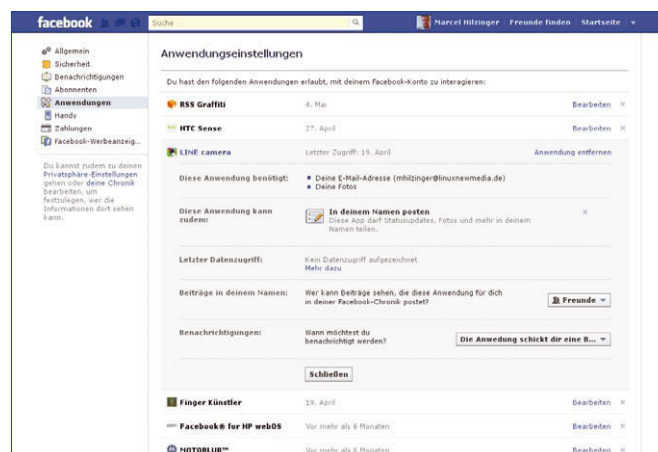 facebook
Suche
Marcel Hilzinger Freunde finden Startseite
Allgemein
Sicherheit
Benachrichtigungen
Abonnenten
Anwendungen
Handy
Zahlungen
Facebook-Werbeanzeig...
Du kannst zudem zu deinen
Privatsphäre-Einstellungen
gehen oder deine Chronik
bearbeiten, um
festzulegen, wer die
Informationen dort sehen
kann.
Anwendungseinstellungen
Du hast den folgenden Anwendungen erlaubt, mit deinem Facebook-Konto zu interagieren:
RSS Graffiti 4. Mai Bearbeiten ×
HTC Sense 27. April Bearbeiten ×
LINE camera Letzter Zugriff: 19. April Anwendung entfernen
Diese Anwendung benötigt: Deine E-Mail-Adresse (mhilzinger@linuxnewmedia.de)
Deine Fotos
Diese Anwendung kann In deinem Namen posten ×
zudem: Diese App darf Statusupdates, Fotos und mehr in deinem
Namen teilen.
Letzter Datenzugriff: Kein Datenzugriff aufgezeichnet
Mehr dazu
Beiträge in deinem Namen: Wer kann Beiträge sehen, die diese Anwendung für dich
in deiner Facebook-Chronik postet? Freunde
Benachrichtigungen: Wann möchtest du
benachrichtigt werden? Die Anwedung schickt dir eine B...
Schließen
Finger Künstler 19. April Bearbeiten ×
Facebook® for HP webOS Vor mehr als 6 Monaten Bearbeiten ×
MOTOBLUR™ Vor mehr als 6 Monaten Bearbeiten ×